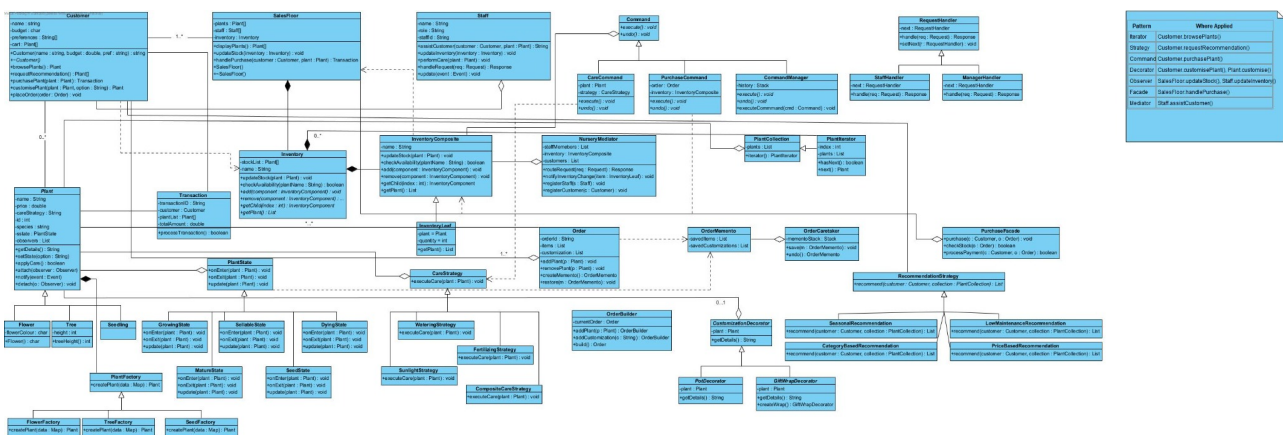 Customer
-name : string
-budget : char
-preferences : String[]
-cart : Plant[]
+Customer(name : string, budget : double, pref : string)
+~Customer()
+browsePlants() : Plant[]
+requestRecommendation() : Plant[]
+purchasePlant(plant : Plant) : Transaction
+customisePlant(plant : Plant, option : String) : Plant
+placeOrder(order : Order) : void
SalesFloor
-plants : Plant[]
-staff : Staff[]
-inventory : Inventory
+displayPlants() : Plant[]
+updateStock(inventory : Inventory) : void
+handlePurchase(customer : Customer, plant : Plant) : Transaction
+SalesFloor()
+~SalesFloor()
Staff
-name : String
-role : String
-staffId : String
+assistCustomer(customer : Customer, plant : Plant) : String
+updateInventory(inventory : Inventory) : void
+performCare(plant : Plant) : void
+handleRequest(req : Request) : Response
+update(event : Event) : void
Command
+execute() : void
+undo() : void
CareCommand
-plant : Plant
-strategy : CareStrategy
+execute() : void
+undo() : void
PurchaseCommand
-order : Order
-inventory : InventoryComposite
+execute() : void
+undo() : void
CommandManager
-history : Stack
+execute() : void
+undo() : void
+executeCommand(cmd : Command) : void
RequestHandler
-next : RequestHandler
+handle(req : Request) : Response
+setNext() : RequestHandler) : void
StaffHandler
-next : RequestHandler
+handle(req : Request) : Response
ManagerHandler
-next : RequestHandler
+handle(req : Request) : Response
Pattern Where Applied
Iterator Customer.browsePlants()
Strategy Customer.requestRecommendation()
Command Customer.purchasePlant()
Decorator Customer.customisePlant(), Plant.customise()
Observer SalesFloor.updateStock(), Staff.updateInventory()
Facade SalesFloor.handlePurchase()
Mediator Staff.assistCustomer()
1..*
0..*
0..*
Inventory
-stockList : Plant[]
-name : String
+updateStock(plant : Plant) : void
+checkAvailability(plantName : String) : boolean
+add(component : InventoryComponent) : void
+remove(component : InventoryComponent) : ...
+getChild(index : int) : InventoryComponent
+getPlant() : List
InventoryComposite
-name : String
+updateStock(plant : Plant) : void
+checkAvailability(plantName : String) : boolean
+add(component : InventoryComponent) : void
+remove(component : InventoryComponent) : void
+getChild(index : int) : InventoryComponent
+getPlant() : List
NurseryMediator
-staffMembers : List
-inventory : InventoryComposite
-customers : List
+routeRequest(req : Request) : Response
+notifyInventoryChange(item : InventoryLeaf) : void
+registerStaff(s : Staff) : void
+registerCustomer(c : Customer) : void
PlantCollection
-plants : List
+iterator() : PlantIterator
PlantIterator
-index : int
-plants : List
+hasNext() : boolean
+next() : Plant
Plant
-name : String
-price : double
-careStrategy : String
-id : int
-species : string
-state : PlantState
-observers : List
+getDetails() : String
+setState(option : String)
+applyCare() : boolean
+attach(observer : Observer)
+notify(event : Event)
+detach(o : Observer) : void
Transaction
-transactionID : String
-customer : Customer
-plantList : Plant[]
-totalAmount : double
+processTransaction() : boolean
InventoryLeaf
-plant : Plant
-quantity : int
+getPlant() : List
Order
-orderId : String
-items : List
-customization : List
+addPlant(p : Plant) : void
+removePlant(p : Plant) : void
+createMemento() : OrderMemento
+restore(m : OrderMemento) : void
OrderMemento
-savedItems : List
-savedCustomizations : List
OrderCaretaker
-mementoStack : Stack
+save(m : OrderMemento) : void
+undo() : OrderMemento
PurchaseFacade
+purchase(c : Customer, o : Order) : void
+checkStock(o : Order) : boolean
+processPayment(c : Customer, o : Order) : boolean
1..*
PlantState
+onEnter(plant : Plant) : void
+onExit(plant : Plant) : void
+update(plant : Plant) : void
CareStrategy
+executeCare(plant : Plant) : void
RecommendationStrategy
+recommend(customer : Customer, collection : PlantCollection) : List
0..1
Flower
-flowerColour : char
+Flower() : char
Tree
-height : int
+treeHeight() : int
Seedling
GrowingState
+onEnter(plant : Plant) : void
+onExit(plant : Plant) : void
+update(plant : Plant) : void
SellableState
+onEnter(plant : Plant) : void
+onExit(plant : Plant) : void
+update(plant : Plant) : void
DyingState
+onEnter(plant : Plant) : void
+onExit(plant : Plant) : void
+update(plant : Plant) : void
WateringStrategy
+executeCare(plant : Plant) : void
FertilizingStrategy
+executeCare(plant : Plant) : void
OrderBuilder
-currentOrder : Order
+addPlant(p : Plant) : OrderBuilder
+addCustomization(c : String) : OrderBuilder
+build() : Order
CustomizationDecorator
-plant : Plant
+getDetails() : String
SeasonalRecommendation
+recommend(customer : Customer, collection : PlantCollection) : List
LowMaintenanceRecommendation
+recommend(customer : Customer, collection : PlantCollection) : List
CategoryBasedRecommendation
+recommend(customer : Customer, collection : PlantCollection) : List
PriceBasedRecommendation
+recommend(customer : Customer, collection : PlantCollection) : List
MatureState
+onEnter(plant : Plant) : void
+onExit(plant : Plant) : void
+update(plant : Plant) : void
SeedState
+onEnter(plant : Plant) : void
+onExit(plant : Plant) : void
+update(plant : Plant) : void
SunlightStrategy
+executeCare(plant : Plant) : void
CompositeCareStrategy
+executeCare(plant : Plant) : void
PlantFactory
+createPlant(data : Map) : Plant
PotDecorator
-plant : Plant
+getDetails() : String
GiftWrapDecorator
-plant : Plant
+getDetails() : String
+createWrap() : GiftWrapDecorator
FlowerFactory
+createPlant(data : Map) : Plant
TreeFactory
+createPlant(data : Map) : Plant
SeedFactory
+createPlant(data : Map) : Plant